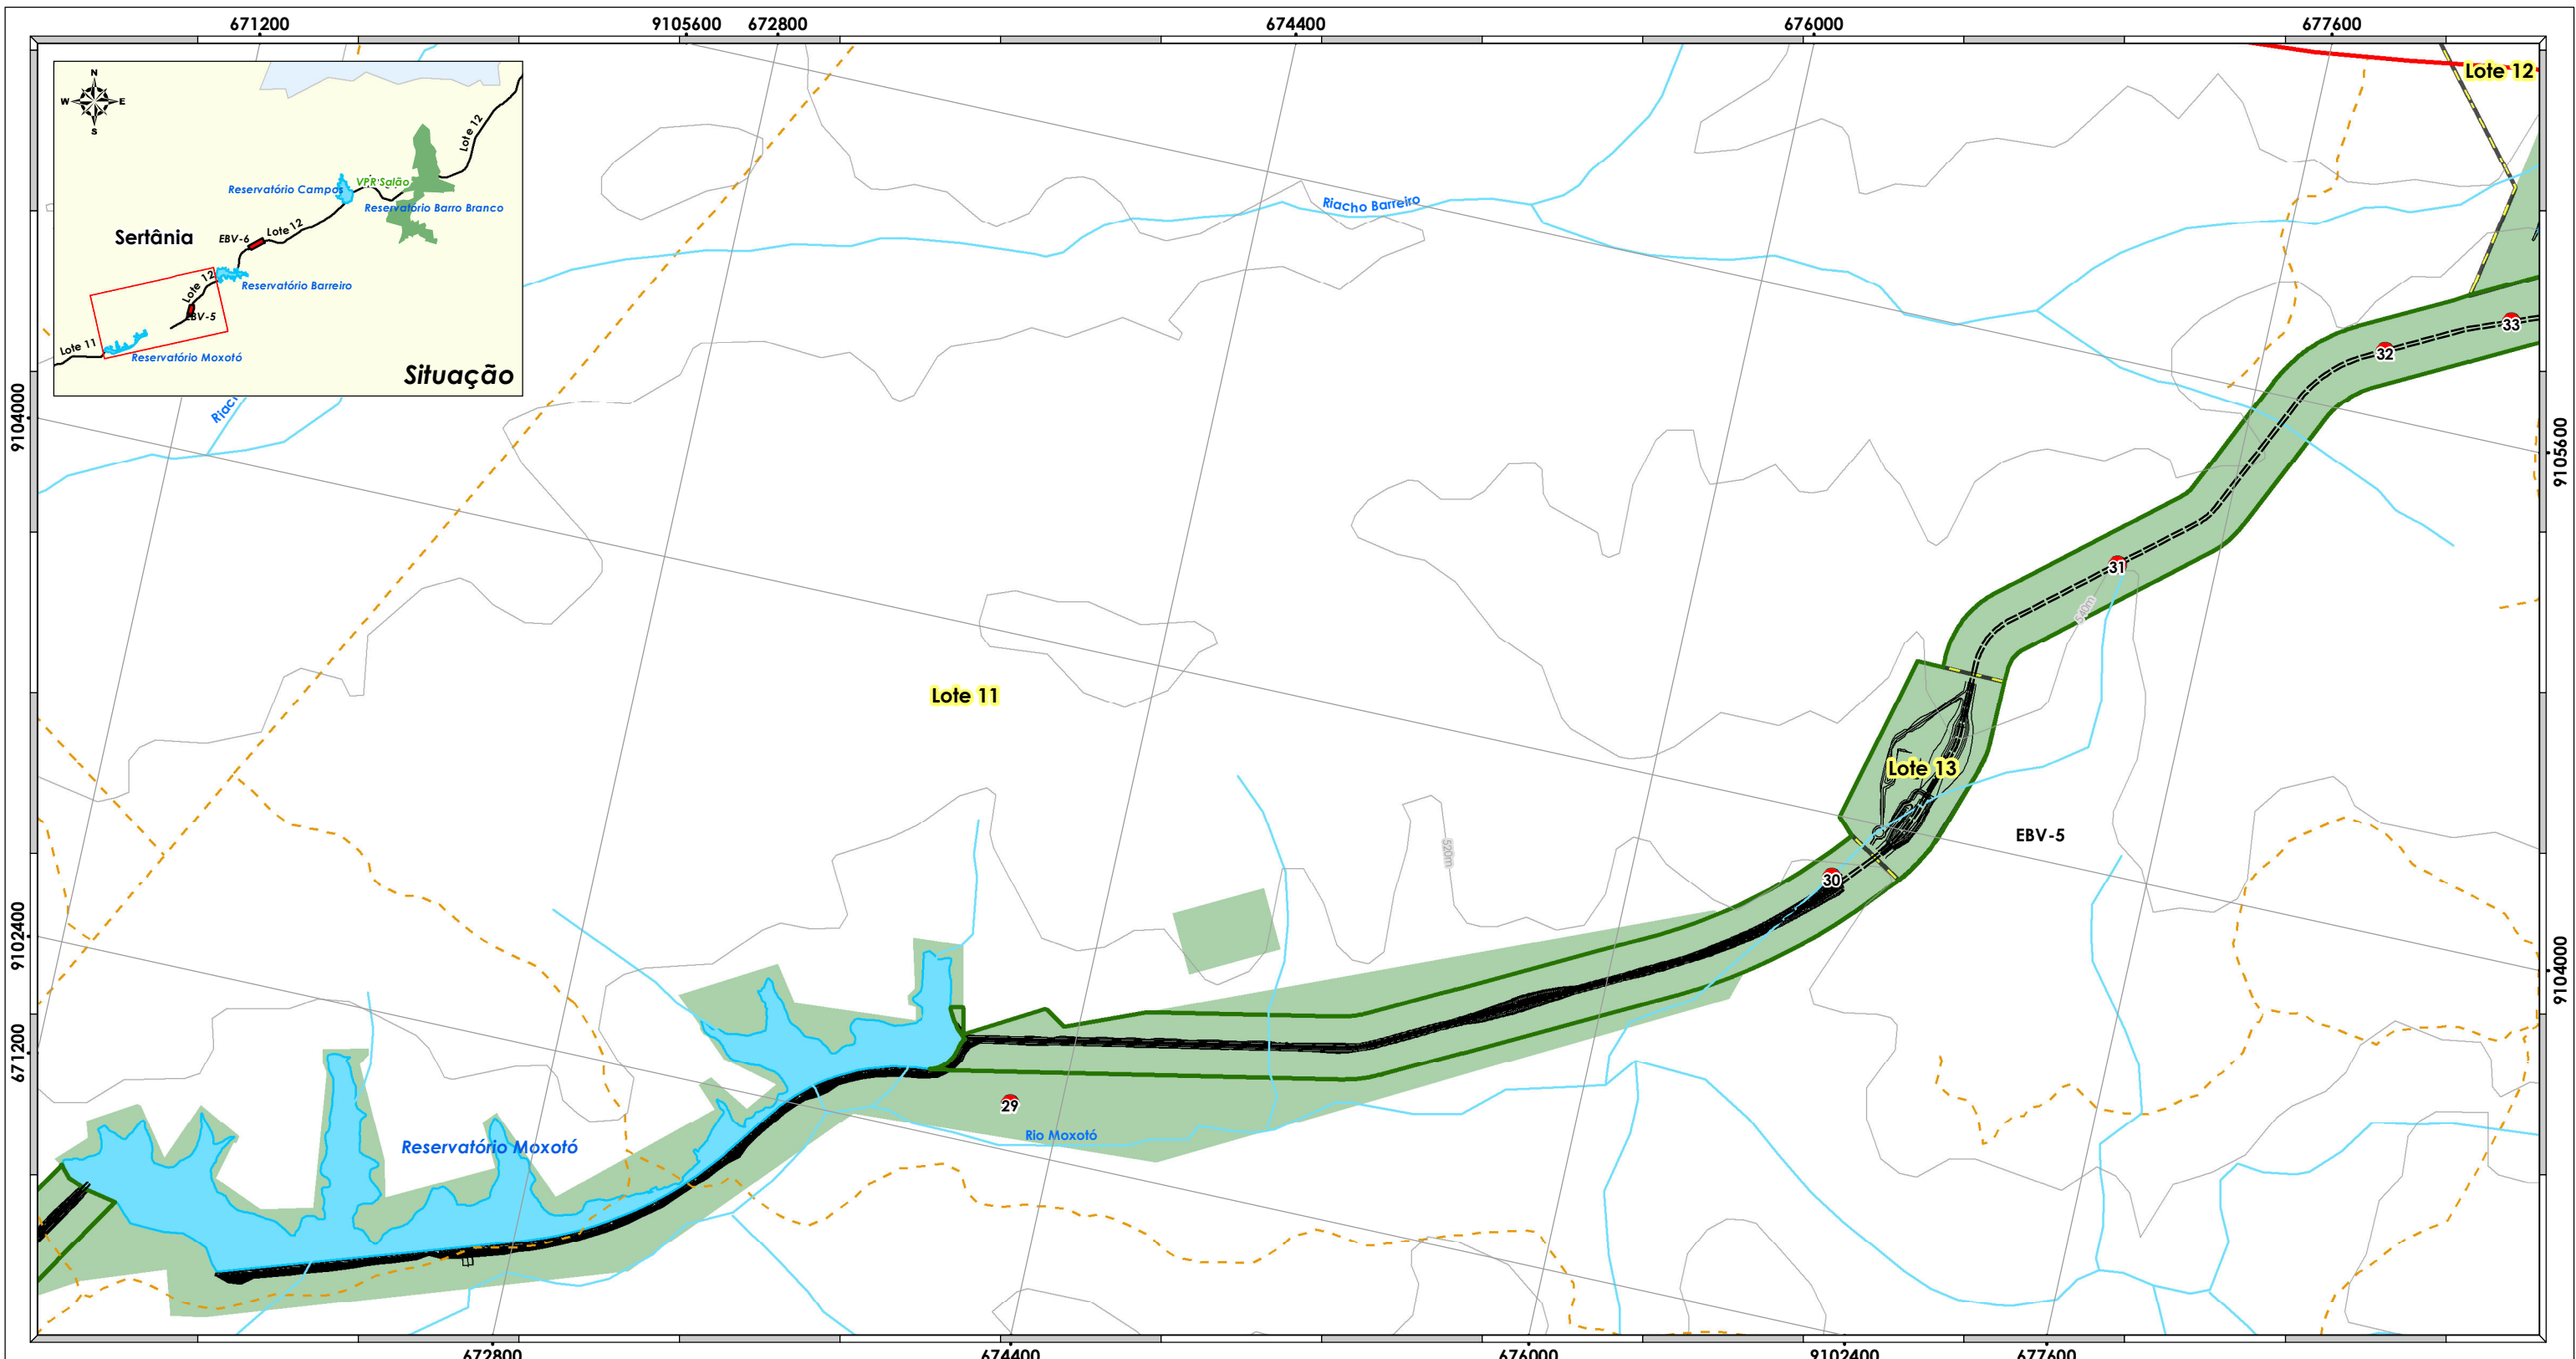 671200
9105600
672800
674400
676000
677600
N
W
E
S
Lote 12
Reservatório Campos
VPR Salão
Reservatório Barro Branco
Sertânia
EBV-6
Lote 12
Lote 12
Reservatório Barreiro
EBV-5
Lote 11
Reservatório Moxotó
Situação
Lote 12
Riacho Barreiro
33
32
9104000
9105600
31
540m
Lote 11
Lote 13
EBV-5
520m
30
9102400
9104000
671200
29
Rio Moxotó
Reservatório Moxotó
672800
674400
676000
9102400
677600